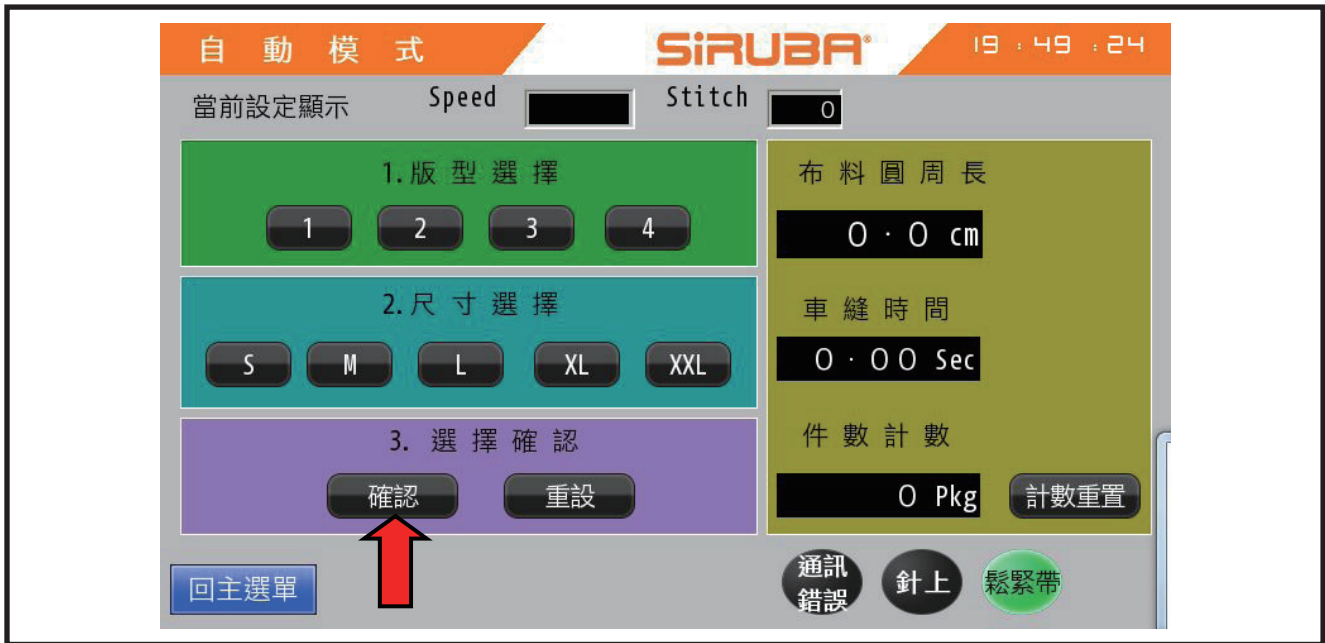 自動模式 SiRUBA® 19:49:24
當前設定顯示 Speed Stitch 0
1.版型選擇
1 2 3 4
2.尺寸選擇
S M L XL XXL
3. 選擇確認
確認 重設
布料圓周長
0.0 cm
車縫時間
0.00 Sec
件數計數
0 Pkg 計數重置
回主選單
通訊
錯誤
針上
鬆緊帶